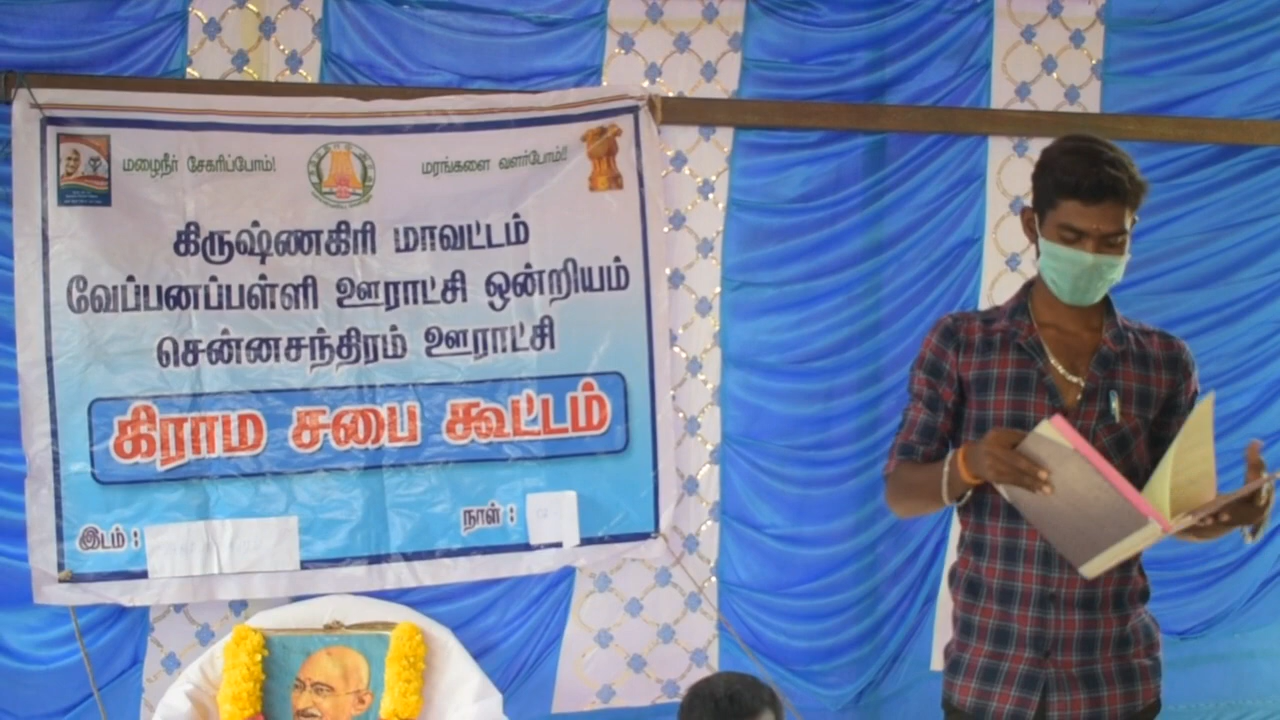 மழைநீர் சேகரிப்போம்! மரங்களை வளர்போம்!!
கிருஷ்ணகிரி மாவட்டம்
வேப்பனப்பள்ளி ஊராட்சி ஒன்றியம்
சென்னசந்திரம் ஊராட்சி
கிராம சபை கூட்டம்
இடம் :
நாள் :